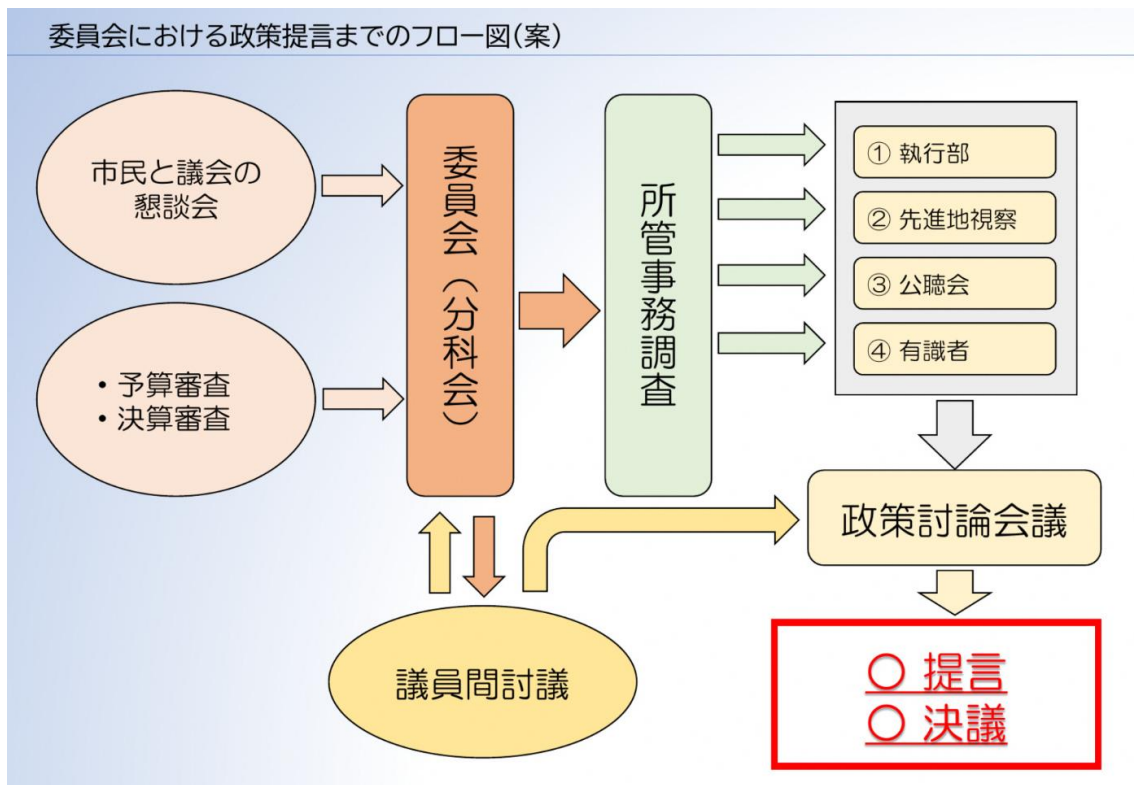 委員会における政策提言までのフロー図(案)
市民と議会の
懇談会
・予算審査
・決算審査
委員会（分科会）
所管事務調査
① 執行部
② 先進地視察
③ 公聴会
④ 有識者
政策討論会議
議員間討議
○ 提言
○ 決議